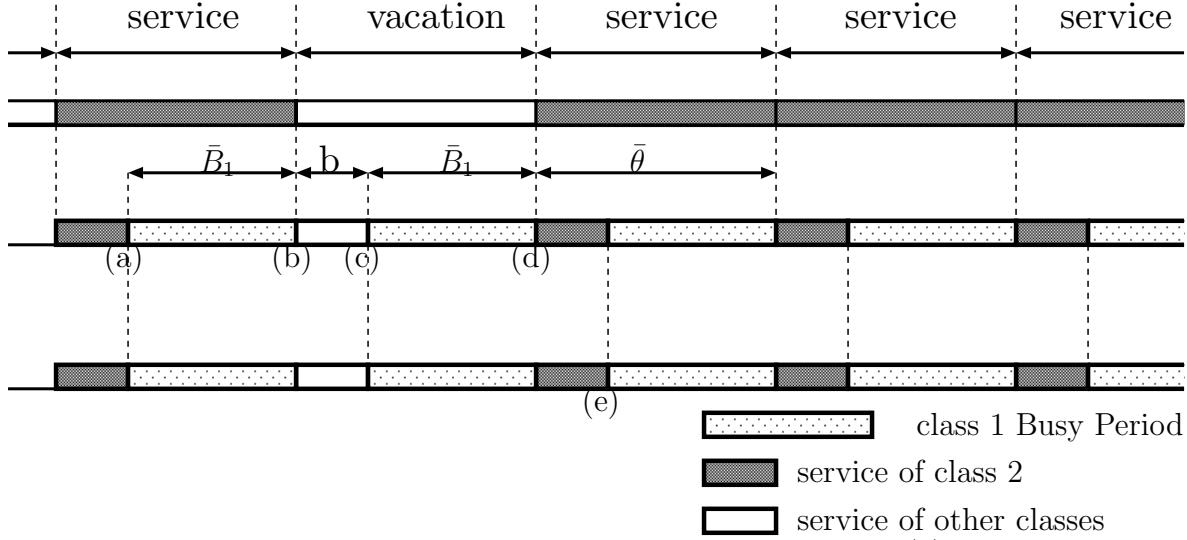 service vacation service service service
B̄₁ b B̄₁ θ̄
(a) (b) (c) (d)
(e)
class 1 Busy Period
service of class 2
service of other classes